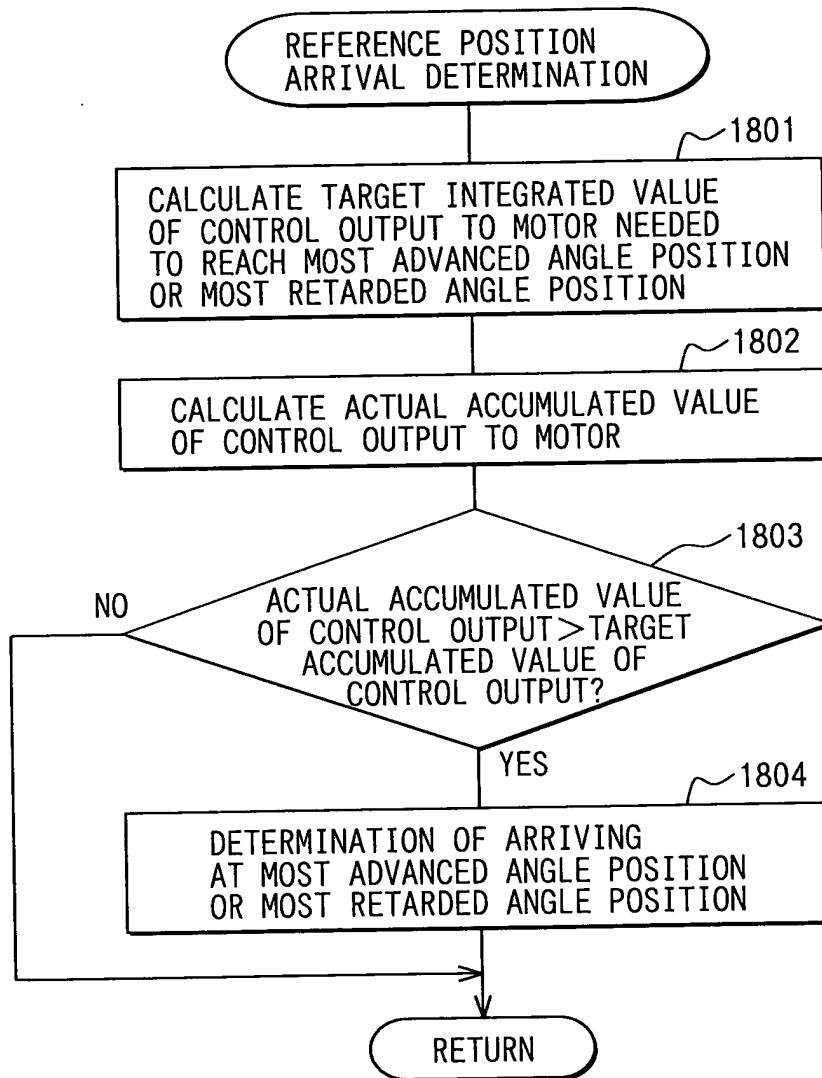 REFERENCE POSITION
ARRIVAL DETERMINATION
1801
CALCULATE TARGET INTEGRATED VALUE
OF CONTROL OUTPUT TO MOTOR NEEDED
TO REACH MOST ADVANCED ANGLE POSITION
OR MOST RETARDED ANGLE POSITION
1802
CALCULATE ACTUAL ACCUMULATED VALUE
OF CONTROL OUTPUT TO MOTOR
1803
NO
ACTUAL ACCUMULATED VALUE
OF CONTROL OUTPUT>TARGET
ACCUMULATED VALUE OF
CONTROL OUTPUT?
YES
1804
DETERMINATION OF ARRIVING
AT MOST ADVANCED ANGLE POSITION
OR MOST RETARDED ANGLE POSITION
RETURN